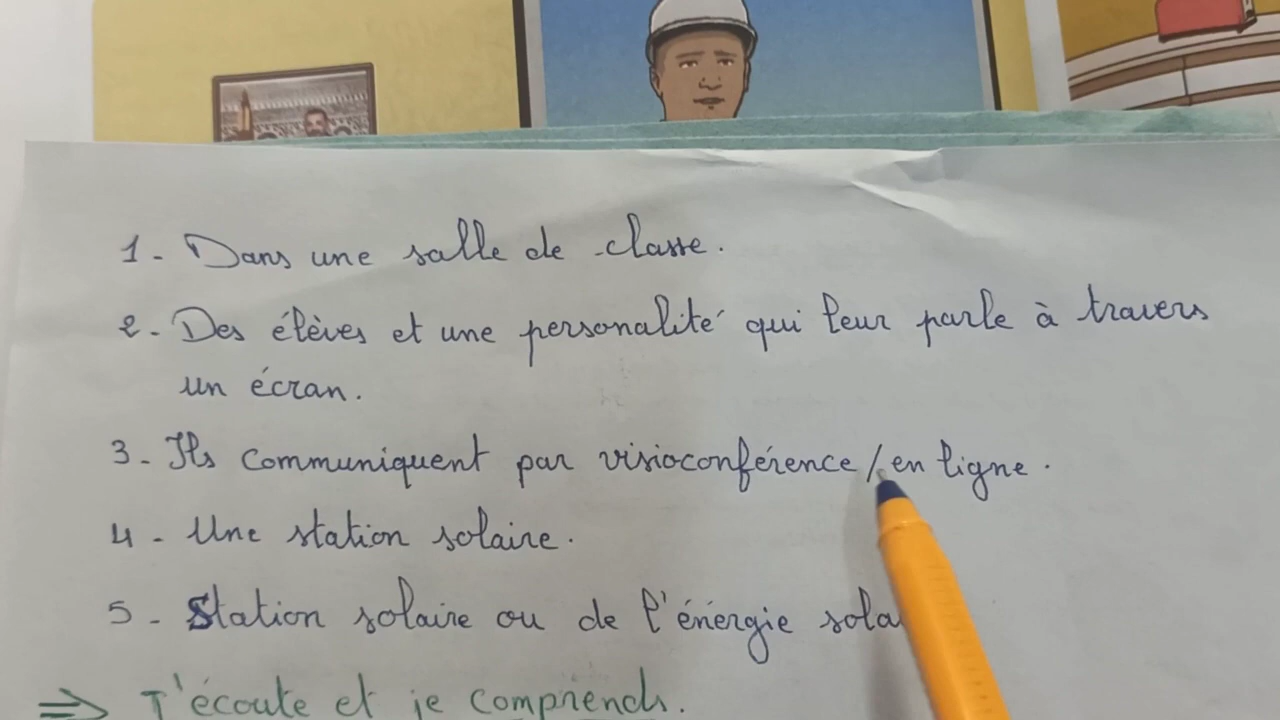 1 - Dans une salle de classe.
2 - Des élèves et une personalité qui leur parle à travers
un écran.
3 - Ils communiquent par visioconférence / en ligne.
4 - Une station solaire.
5 - Station solaire ou de l'énergie sola
⇒ J'écoute et je comprends.